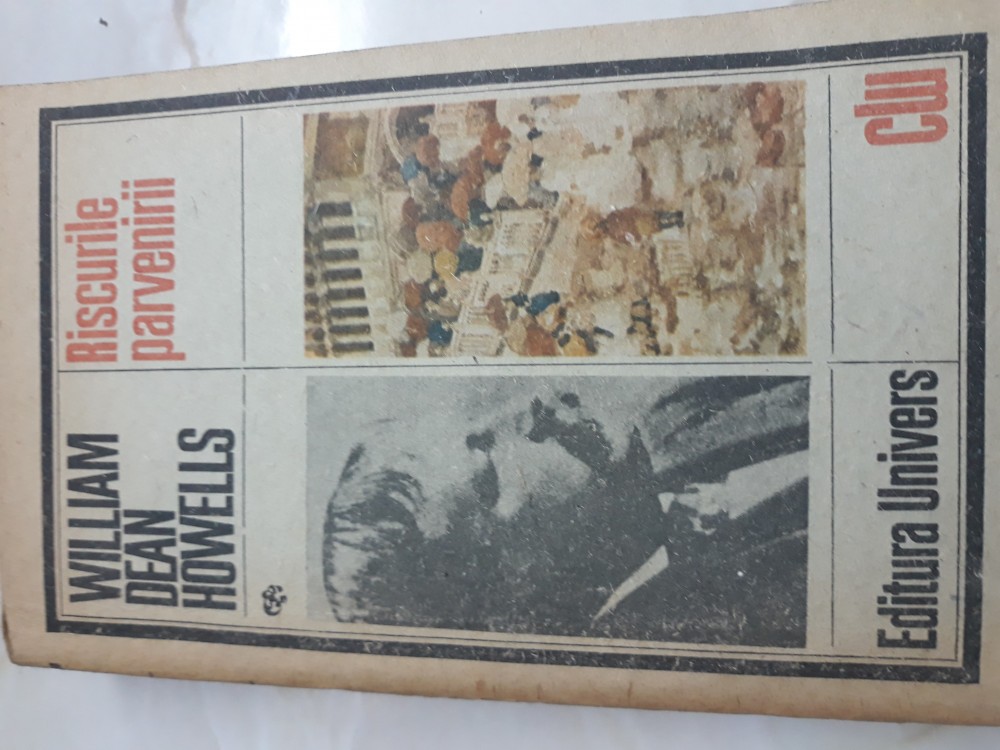 WILLIAM
DEAN
HOWELLS
Riscurile
parvenirii
Editura Univers
clu